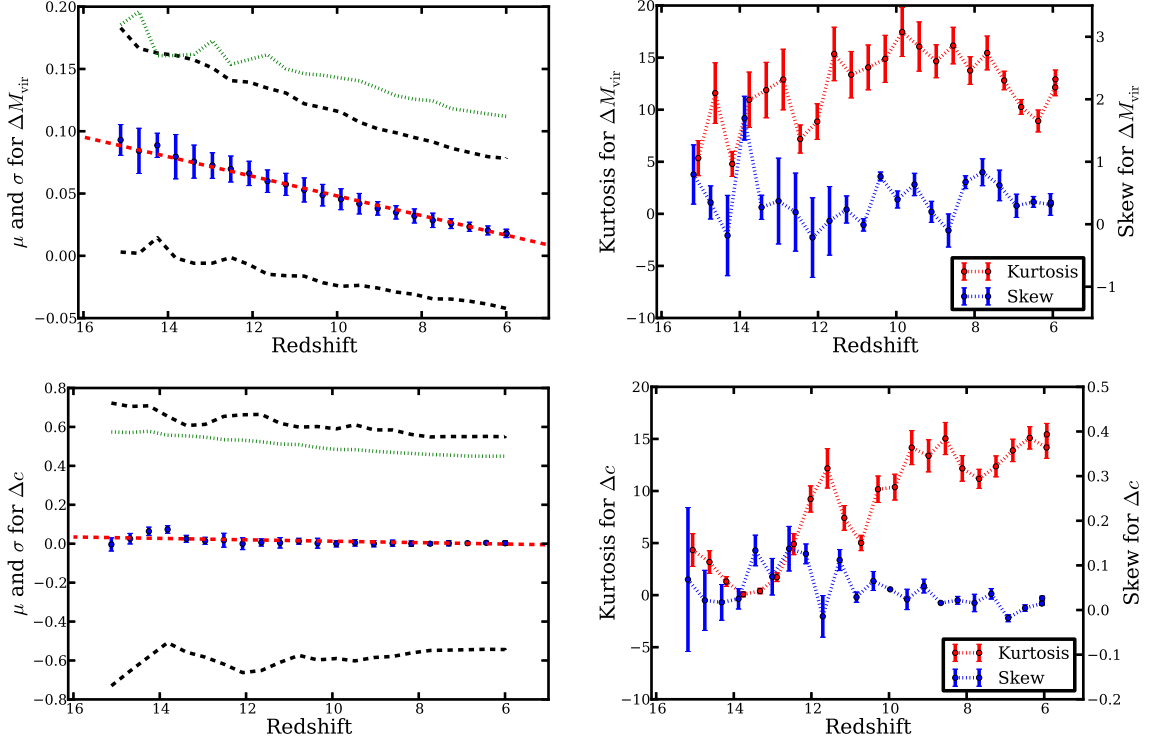 0.20
0.15
0.10
0.05
0.00
−0.05
μ and σ for ΔM_vir
16 14 12 10 8 6
Redshift
20
15
10
5
0
−5
−10
Kurtosis for ΔM_vir
3
2
1
0
−1
Skew for ΔM_vir
Kurtosis
Skew
16 14 12 10 8 6
Redshift
0.8
0.6
0.4
0.2
0.0
−0.2
−0.4
−0.6
−0.8
μ and σ for Δc
16 14 12 10 8 6
Redshift
20
15
10
5
0
−5
−10
Kurtosis for Δc
0.5
0.4
0.3
0.2
0.1
0.0
−0.1
−0.2
Skew for Δc
Kurtosis
Skew
16 14 12 10 8 6
Redshift